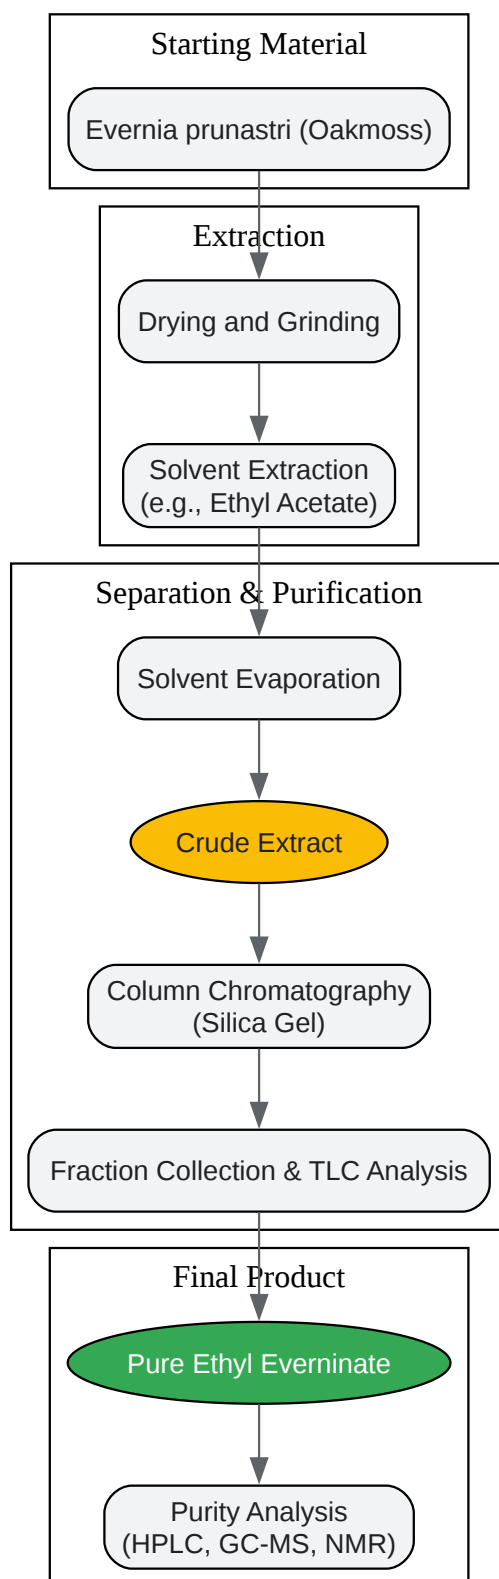 Starting Material
Evernia prunastri (Oakmoss)
Extraction
Drying and Grinding
Solvent Extraction
(e.g., Ethyl Acetate)
Separation & Purification
Solvent Evaporation
Crude Extract
Column Chromatography
(Silica Gel)
Fraction Collection & TLC Analysis
Final Product
Pure Ethyl Everninate
Purity Analysis
(HPLC, GC-MS, NMR)